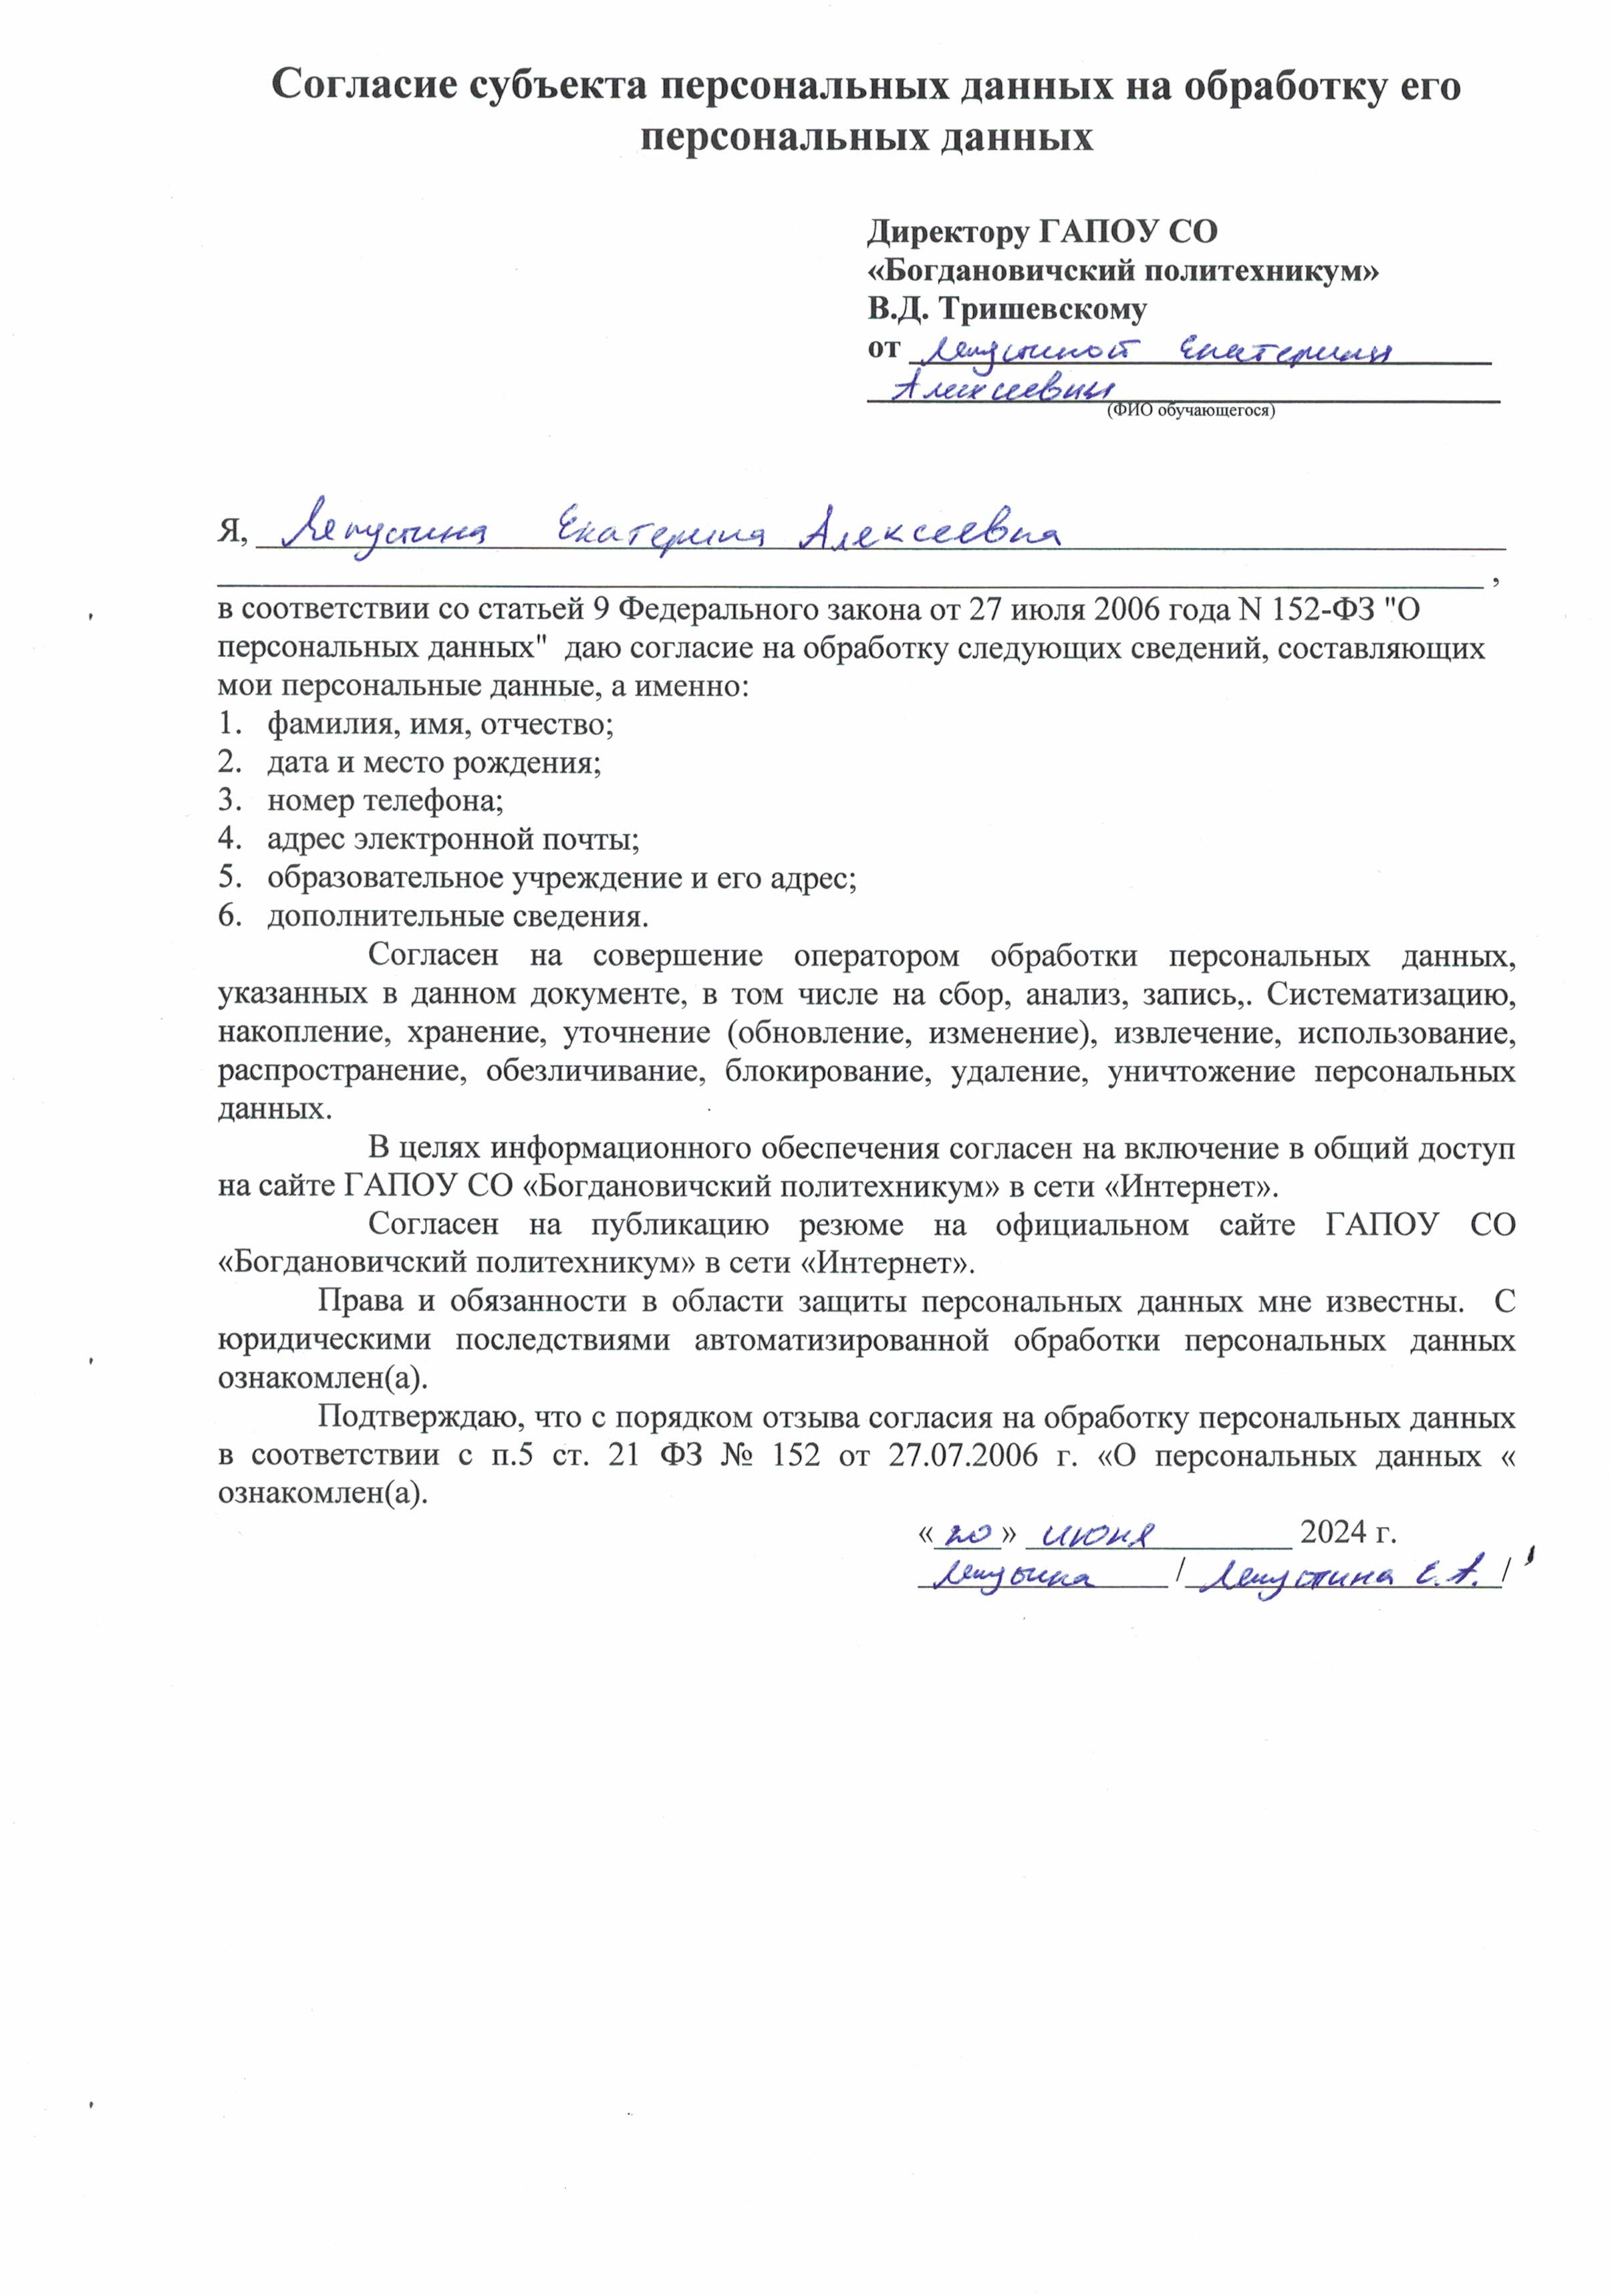 Согласие субъекта персональных данных на обработку его
персональных данных
Директору ГАПОУ СО
«Богдановичский политехникум»
В.Д. Тришевскому
от Лепустиной Екатерины
Алексеевны
(ФИО обучающегося)
Я, Лепустина Екатерина Алексеевна
,
в соответствии со статьей 9 Федерального закона от 27 июля 2006 года N 152-ФЗ "О
персональных данных" даю согласие на обработку следующих сведений, составляющих
мои персональные данные, а именно:
1. фамилия, имя, отчество;
2. дата и место рождения;
3. номер телефона;
4. адрес электронной почты;
5. образовательное учреждение и его адрес;
6. дополнительные сведения.
Согласен на совершение оператором обработки персональных данных,
указанных в данном документе, в том числе на сбор, анализ, запись,. Систематизацию,
накопление, хранение, уточнение (обновление, изменение), извлечение, использование,
распространение, обезличивание, блокирование, удаление, уничтожение персональных
данных.
В целях информационного обеспечения согласен на включение в общий доступ
на сайте ГАПОУ СО «Богдановичский политехникум» в сети «Интернет».
Согласен на публикацию резюме на официальном сайте ГАПОУ СО
«Богдановичский политехникум» в сети «Интернет».
Права и обязанности в области защиты персональных данных мне известны. С
юридическими последствиями автоматизированной обработки персональных данных
ознакомлен(а).
Подтверждаю, что с порядком отзыва согласия на обработку персональных данных
в соответствии с п.5 ст. 21 ФЗ № 152 от 27.07.2006 г. «О персональных данных «
ознакомлен(а).
«20» июня 2024 г.
/ Лепустина Е.А. /